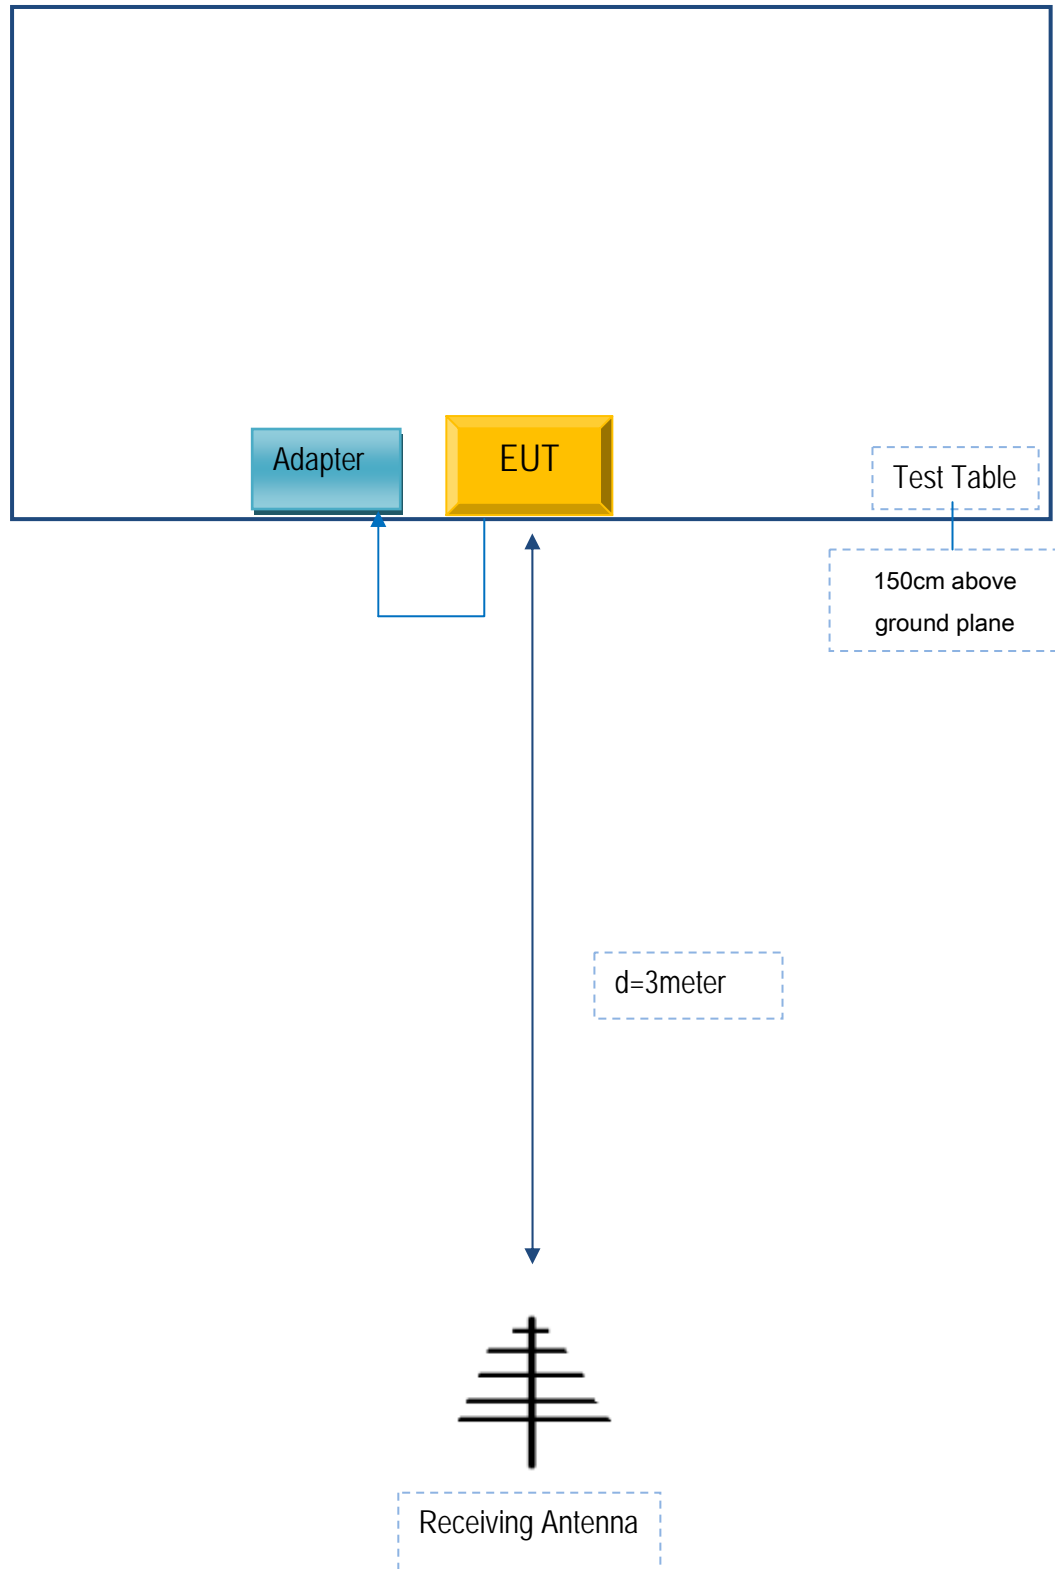 Adapter
EUT
Test Table
150cm above
ground plane
d=3meter
Receiving Antenna